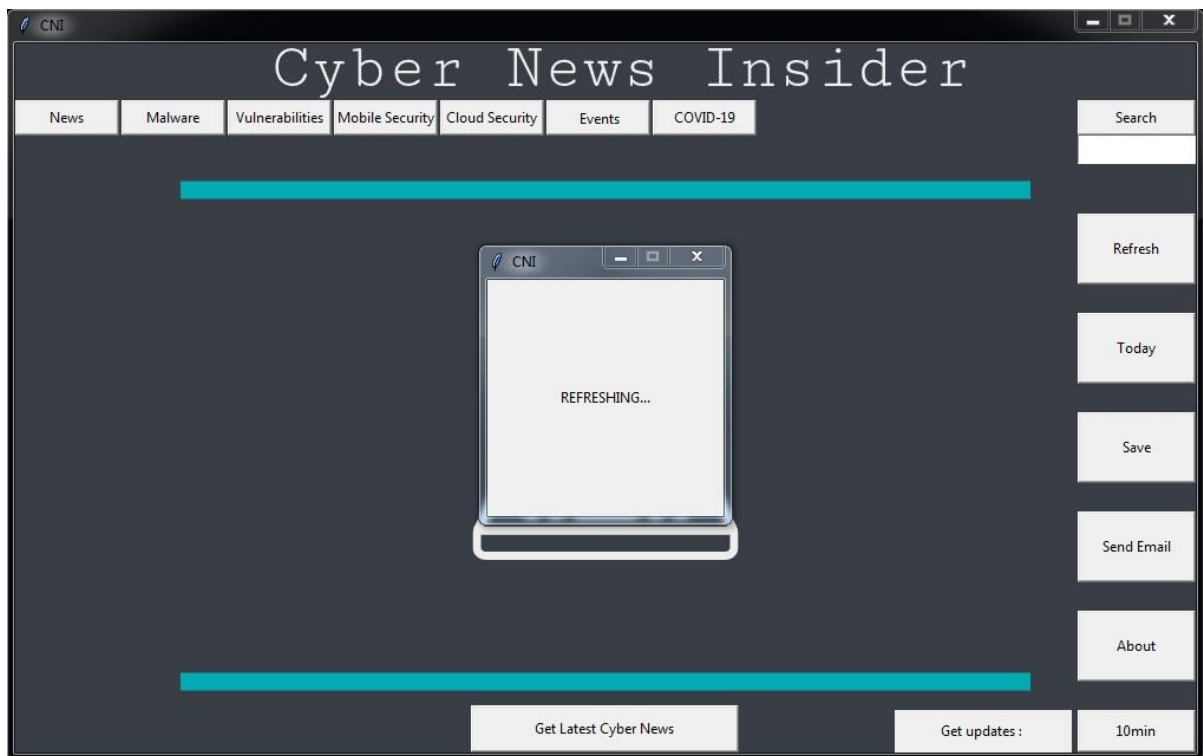 CNI
Cyber News Insider
News Malware Vulnerabilities Mobile Security Cloud Security Events COVID-19 Search
CNI
Refresh
Today
REFRESHING...
Save
Send Email
About
Get Latest Cyber News
Get updates : 10min